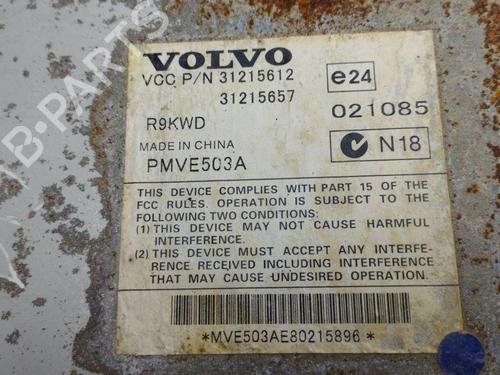 VOLVO
VCC P/N 31215612
31215657
e24
021085
R9KWD
N18
MADE IN CHINA
PMVE503A
THIS DEVICE COMPLIES WITH PART 15 OF THE
FCC RULES. OPERATION IS SUBJECT TO THE
FOLLOWING TWO CONDITIONS:
(1) THIS DEVICE MAY NOT CAUSE HARMFUL
INTERFERENCE.
(2) THIS DEVICE MUST ACCEPT ANY INTERFE-
RENCE RECEIVED INCLUDING INTERFERENCE
THAT MAY CAUSE UNDESIRED OPERATION.
*MVE503AE80215896*
B-PARTS